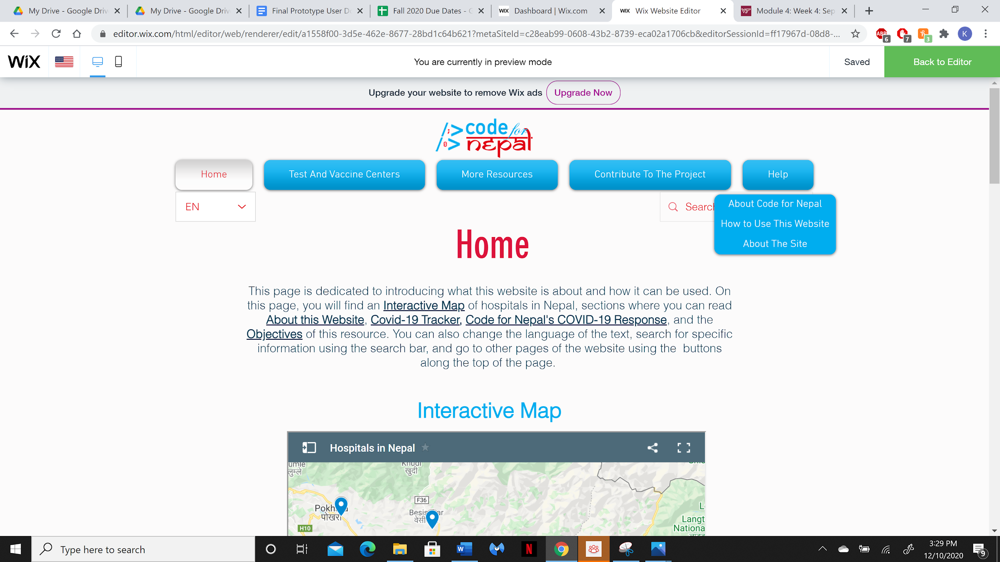 My Drive - Google Driv
My Drive - Google Driv
Final Prototype User D
Fall 2020 Due Dates - G
WIX Dashboard | Wix.com
WIX Wix Website Editor
VT Module 4: Week 4: Sep
editor.wix.com/html/editor/web/renderer/edit/a1558f00-3d5e-462e-8677-28bd1c64b621?metaSiteId=c28eab99-0608-43b2-8739-eca02a1706cb&editorSessionId=ff17967d-08d8-...
ABP 6 7 3 K
WiX
You are currently in preview mode
Saved
Back to Editor
Upgrade your website to remove Wix ads
Upgrade Now
code for
nepal
Home
Test And Vaccine Centers
More Resources
Contribute To The Project
Help
EN
Search
About Code for Nepal
How to Use This Website
About The Site
Home
This page is dedicated to introducing what this website is about and how it can be used. On
this page, you will find an Interactive Map of hospitals in Nepal, sections where you can read
About this Website, Covid-19 Tracker, Code for Nepal's COVID-19 Response, and the
Objectives of this resource. You can also change the language of the text, search for specific
information using the search bar, and go to other pages of the website using the buttons
along the top of the page.
Interactive Map
Hospitals in Nepal
umle
लुम्ले
Khudi
खुदी
F36
Pokh
पोखरा
Besis ar
वेसी
H10
L
Langt
Nationa
Type here to search
W
N
3:29 PM
12/10/2020
9